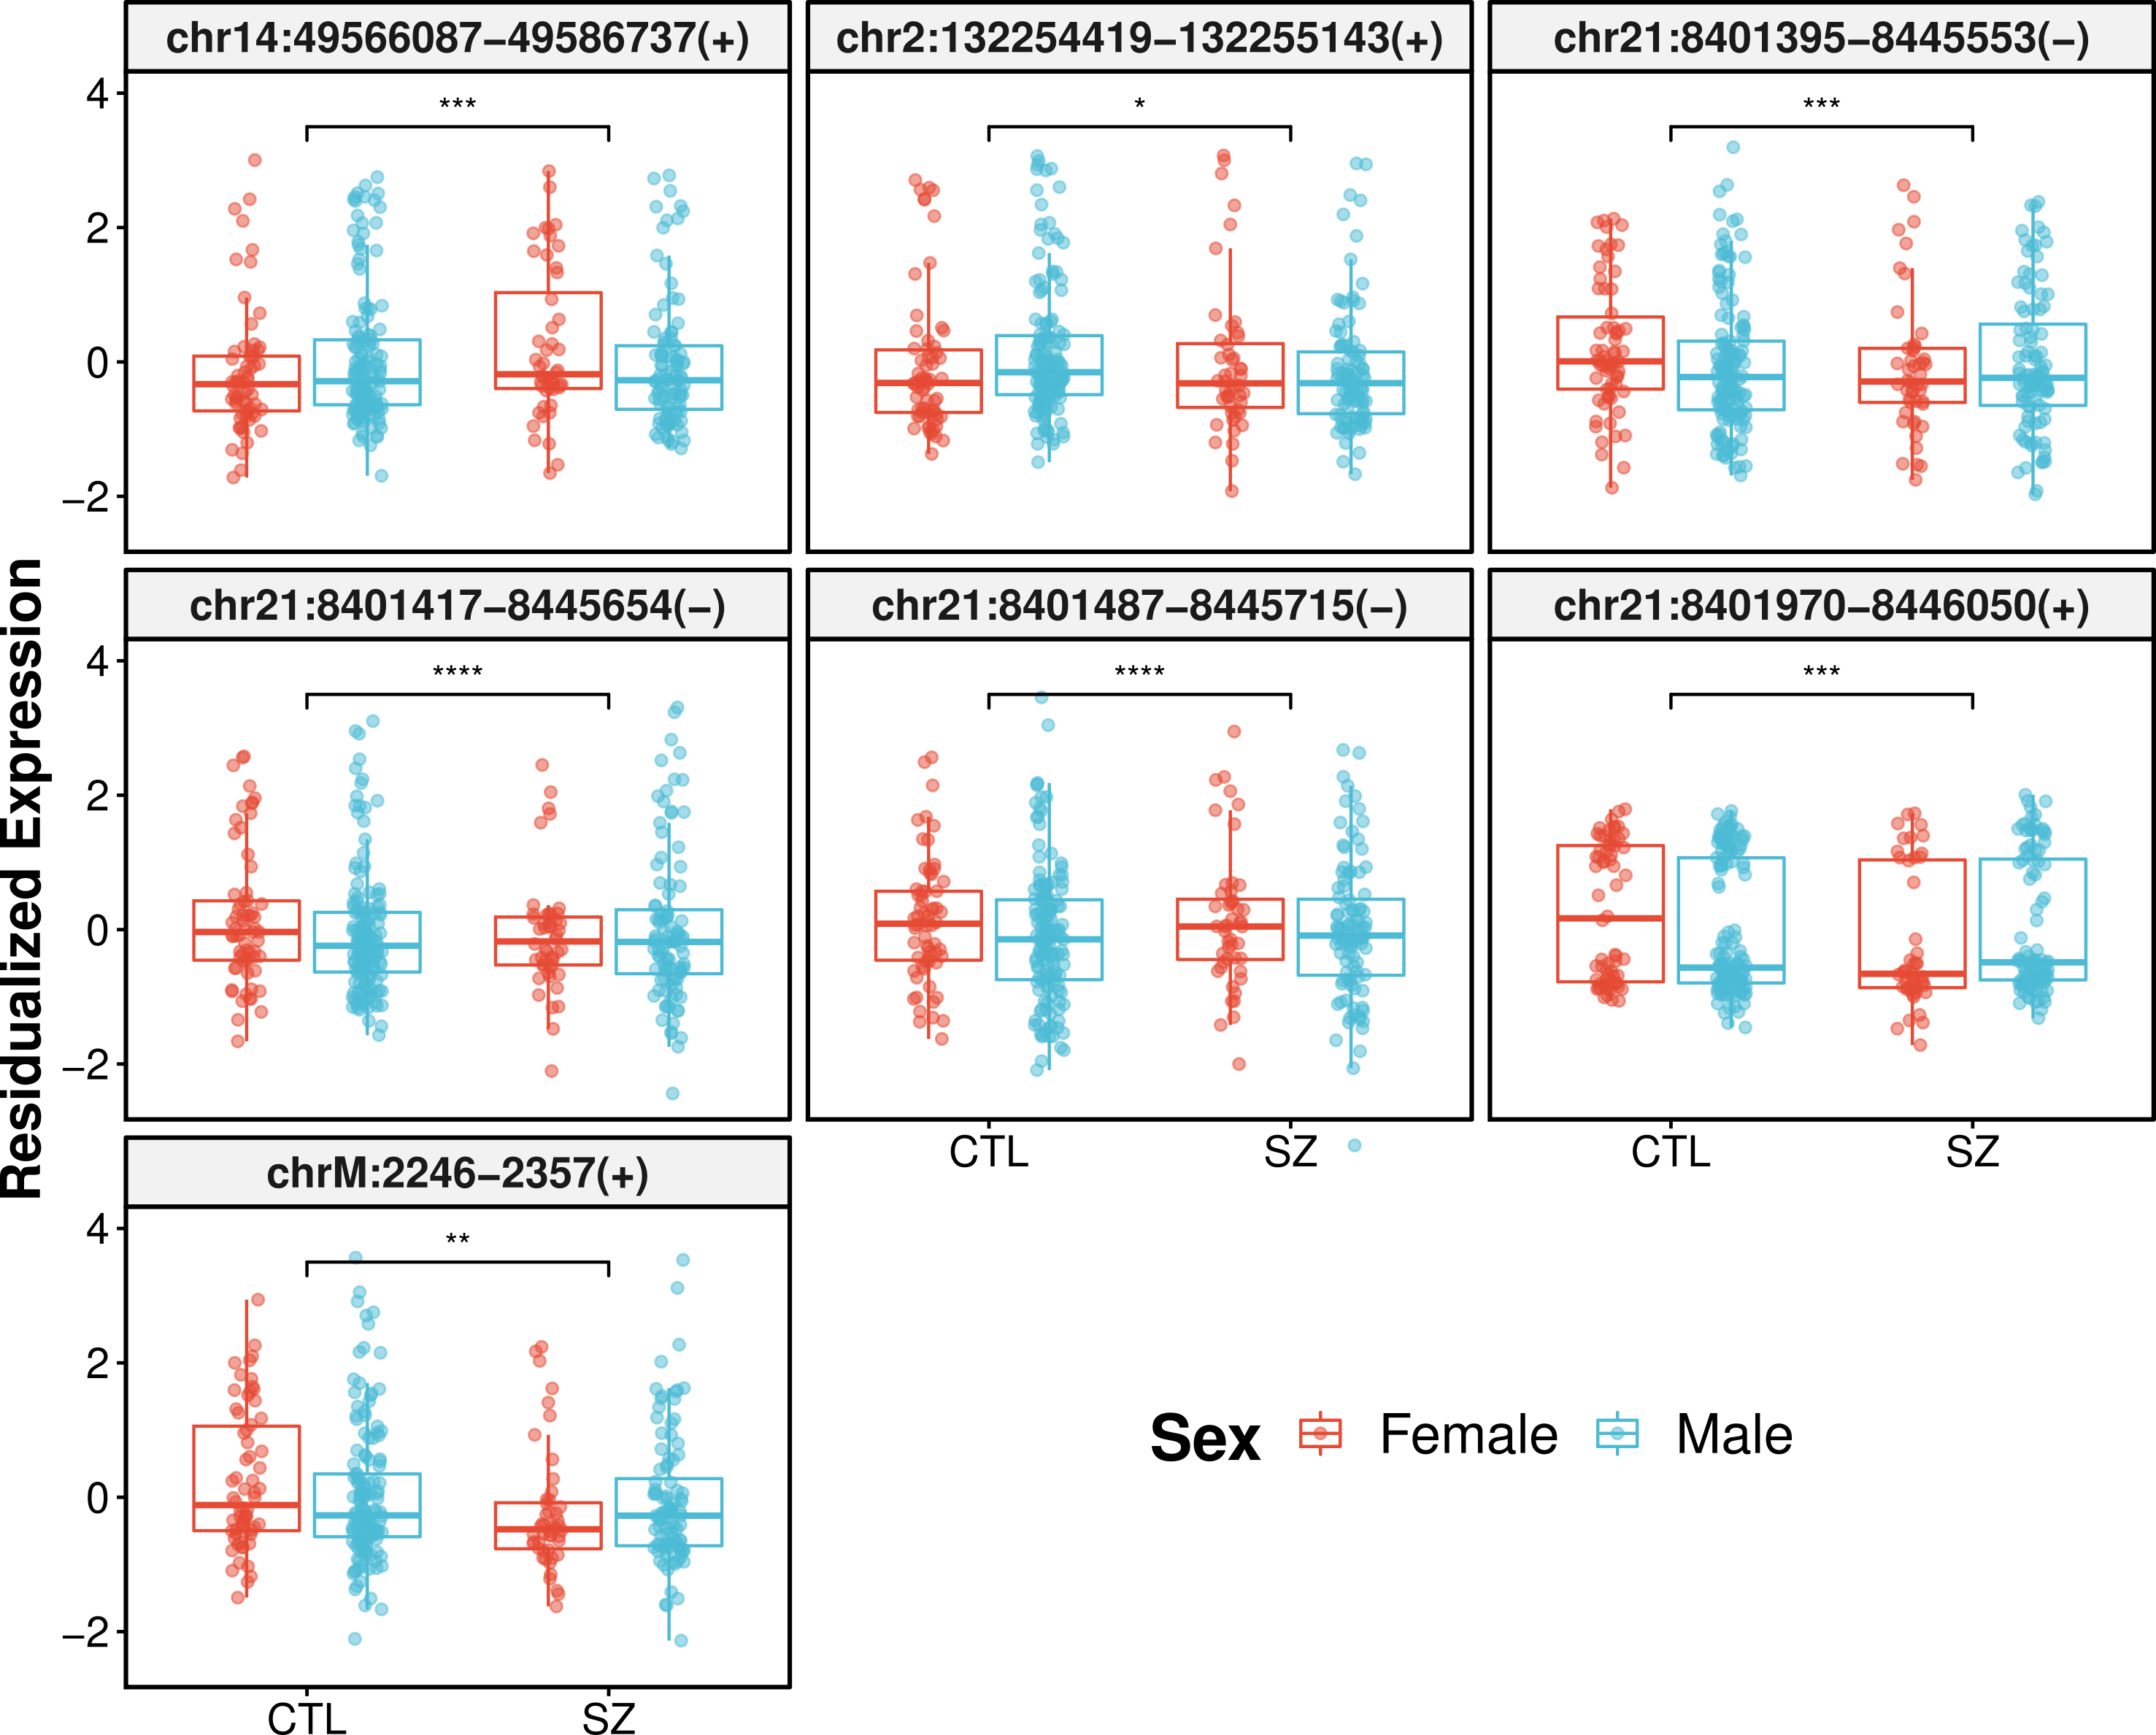 chr14:49566087−49586737(+)
chr2:132254419−132255143(+)
chr21:8401395−8445553(−)
4
2
0
−2
***
*
***
chr21:8401417−8445654(−)
chr21:8401487−8445715(−)
chr21:8401970−8446050(+)
4
2
0
−2
****
****
***
CTL
SZ
CTL
SZ
Residualized Expression
chrM:2246−2357(+)
4
2
0
−2
**
CTL
SZ
Sex Female Male